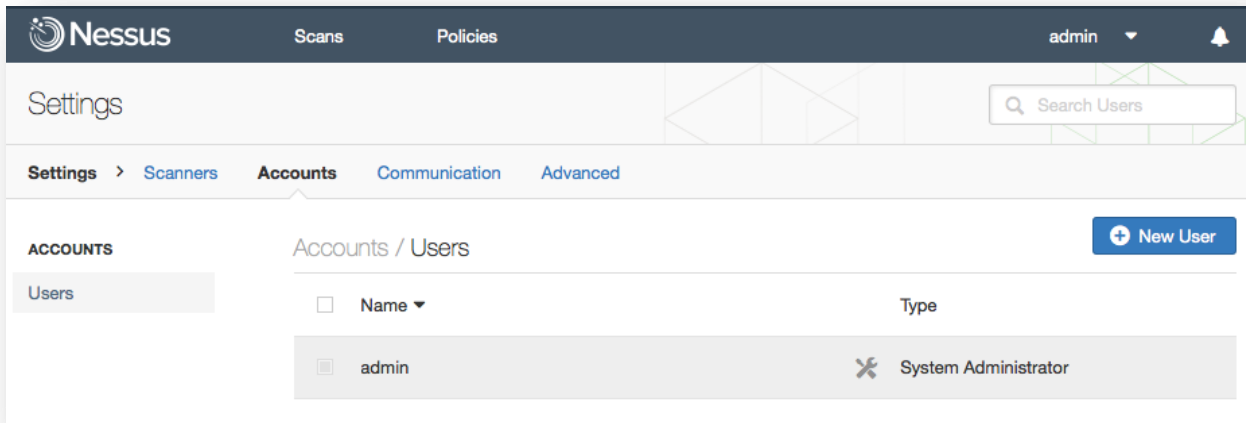 Nessus Scans Policies admin
Settings Search Users
Settings > Scanners Accounts Communication Advanced
ACCOUNTS Accounts / Users New User
Users
Name Type
admin System Administrator